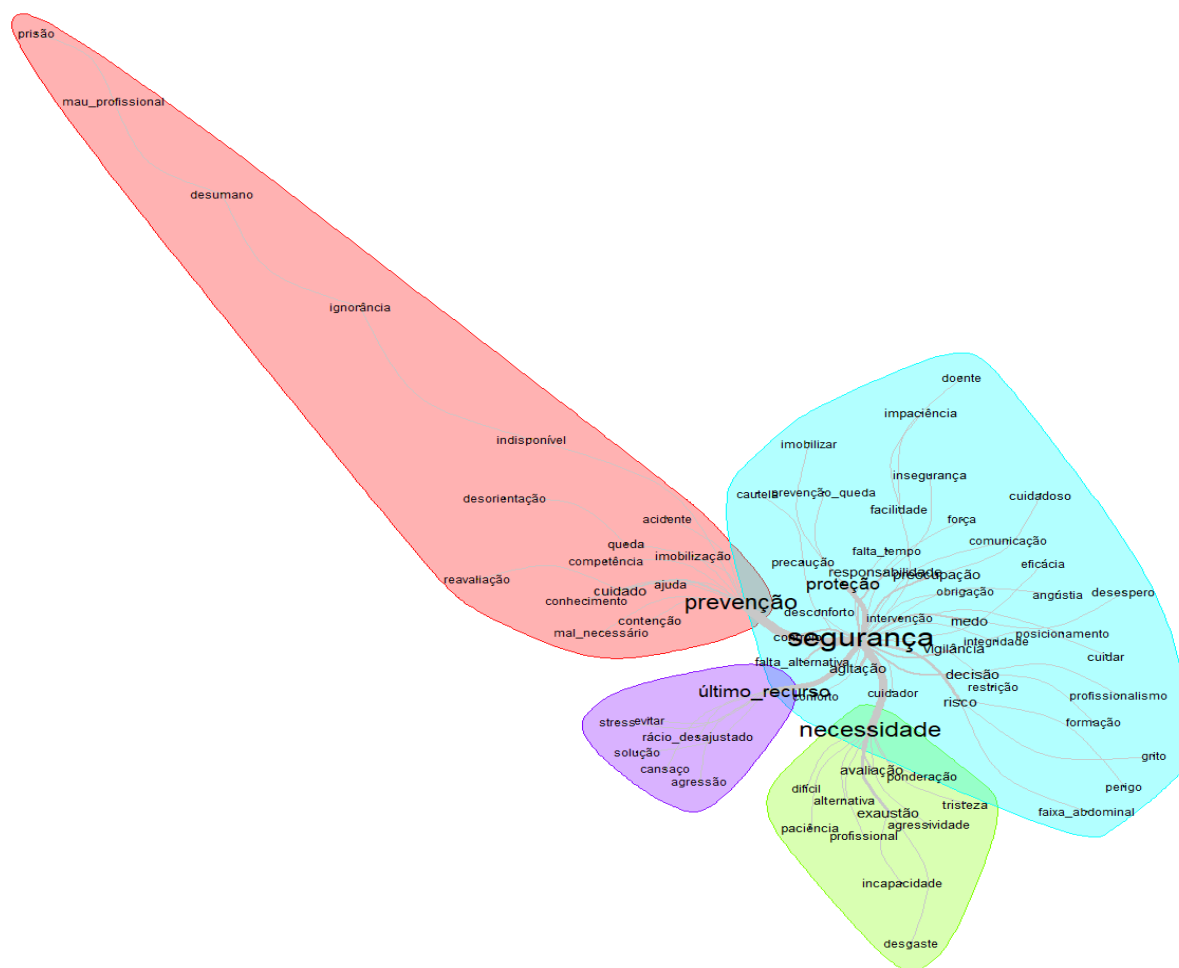 prisão
mau_profissional
desumano
ignorância
doente
impaciência
indisponível
imobilizar
insegurança
desorientação
cautela
prevenção_queda
cuidadoso
facilidade
acidente
força
queda
falta_tempo
comunicação
imobilização
competência
precaução
eficácia
reavaliação
responsabilidade
preocupação
ajuda
proteção
cuidado
obrigação
angústia
desespero
conhecimento
prevenção
desconforto
contenção
intervenção
medo
mal_necessário
controlo
segurança
integridade
posicionamento
vigilância
falta_alternativa
agitação
cuidar
decisão
restrição
último_recurso
conforto
cuidador
risco
profissionalismo
stress
evitar
formação
necessidade
rácio_desajustado
solução
grito
cansaço
avaliação
ponderação
agressão
difícil
perigo
alternativa
tristeza
exaustão
faixa_abdominal
paciência
profissional
agressividade
incapacidade
desgaste